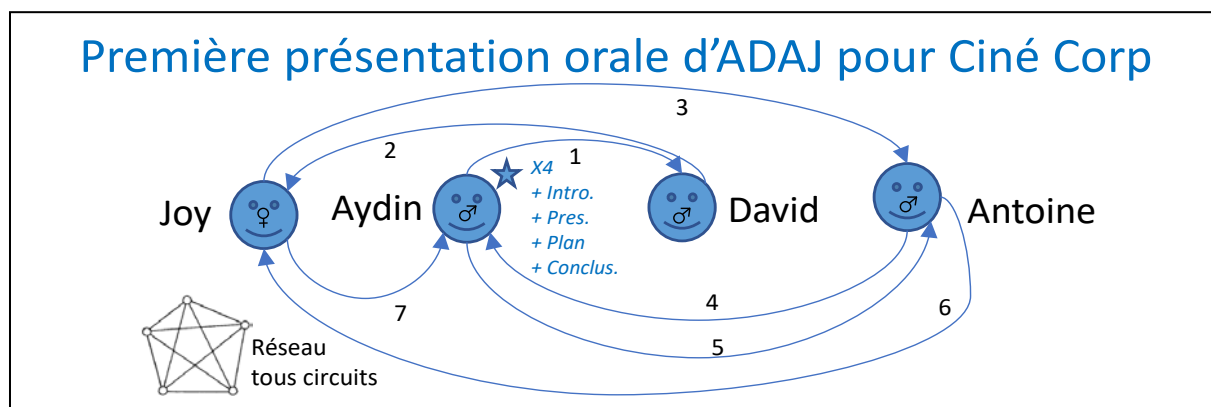 Première présentation orale d'ADAJ pour Ciné Corp
3
2
1
X4
+ Intro.
+ Pres.
+ Plan
+ Conclus.
Joy
Aydin
David
Antoine
♀
♂
♂
♂
7
4
6
5
Réseau
tous circuits